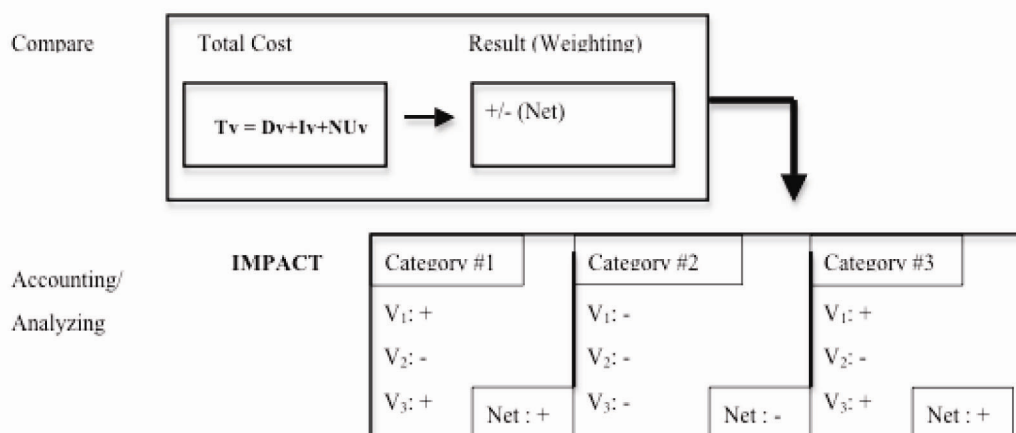 Compare
Total Cost
Result (Weighting)
Tv = Dv+Iv+NUv
+/- (Net)
IMPACT
Accounting/
Analyzing
Category #1
V₁: +
V₂: -
V₃: +
Net : +
Category #2
V₁: -
V₂: -
V₃: -
Net : -
Category #3
V₁: +
V₂: -
V₃: +
Net : +